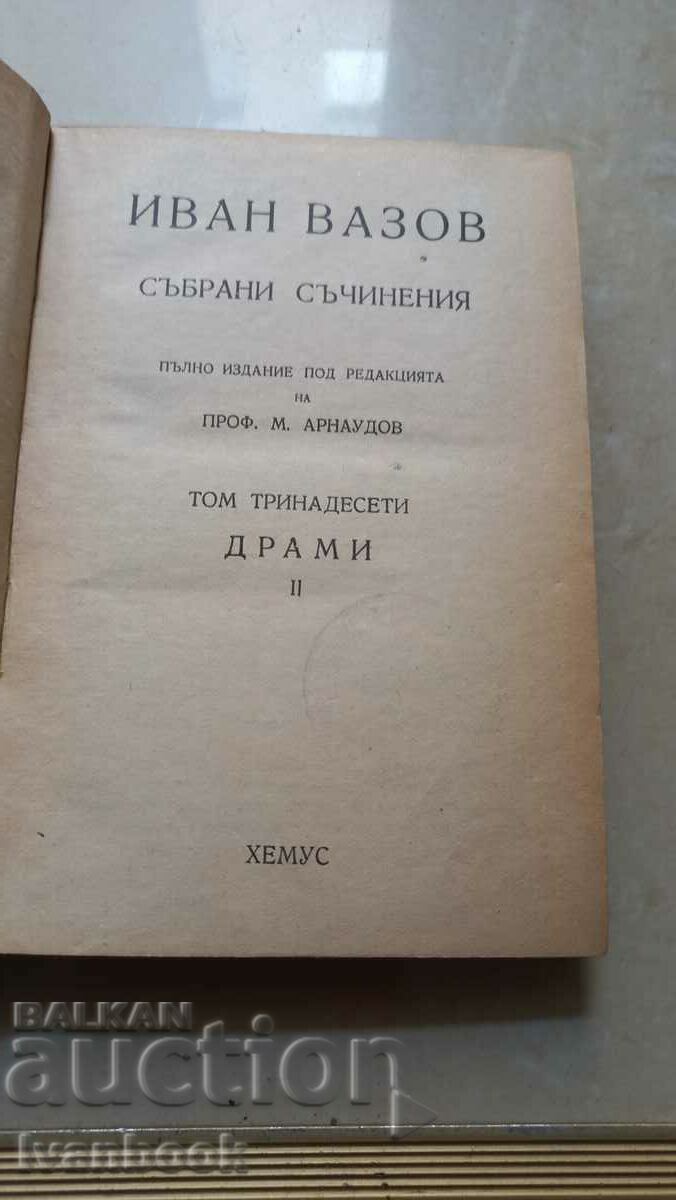 ИВАН ВАЗОВ
СЪБРАНИ СЪЧИНЕНИЯ
ПЪЛНО ИЗДАНИЕ ПОД РЕДАКЦИЯТА
НА
ПРОФ. М. АРНАУДОВ
ТОМ ТРИНАДЕСЕТИ
ДРАМИ
II
ХЕМУС
BALKAN
auction
Ivanbook